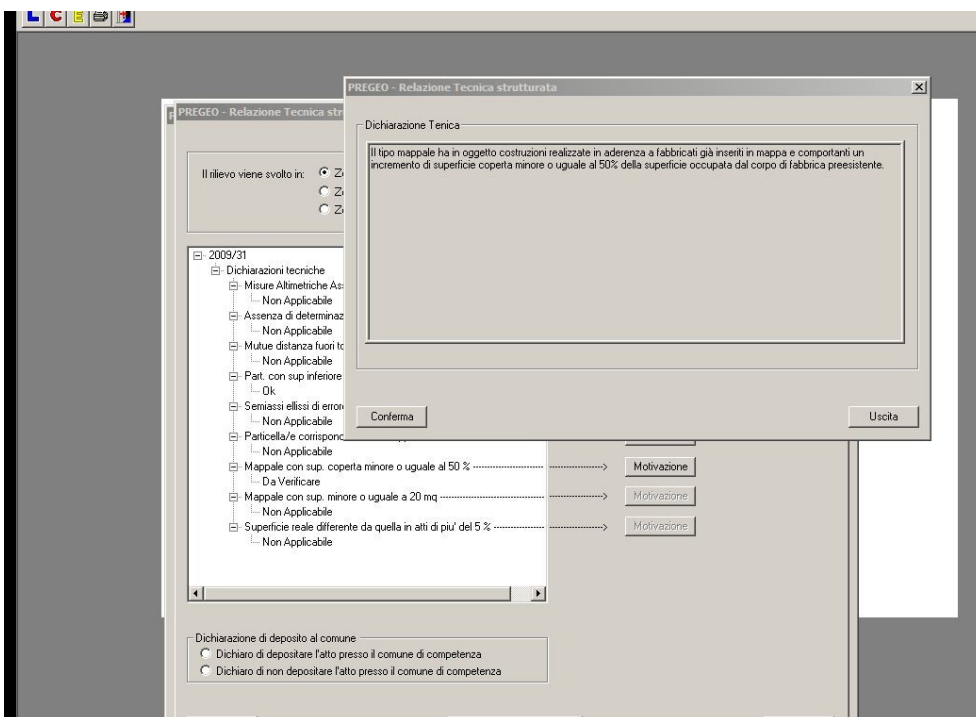 L C E
PREGEO - Relazione Tecnica strutturata
Dichiarazione Tenica
Il tipo mappale ha in oggetto costruzioni realizzate in aderenza a fabbricati già inseriti in mappa e comportanti un
incremento di superficie coperta minore o uguale al 50% della superficie occupata dal corpo di fabbrica preesistente.
Conferma
Uscita
PREGEO - Relazione Tecnica str
Il rilievo viene svolto in:
2009/31
Dichiarazioni tecniche
Misure Altimetriche As
Non Applicabile
Assenza di determinaz
Non Applicabile
Mutue distanza fuori to
Non Applicabile
Part. con sup inferiore
Ok
Semiassi ellissi di error
Non Applicabile
Particella/e corrispon
Non Applicabile
Mappale con sup. coperta minore o uguale al 50 % Motivazione
Da Verificare
Mappale con sup. minore o uguale a 20 mq Motivazione
Non Applicabile
Superficie reale differente da quella in atti di piu' del 5 % Motivazione
Non Applicabile
Dichiarazione di deposito al comune
Dichiaro di depositare l'atto presso il comune di competenza
Dichiaro di non depositare l'atto presso il comune di competenza